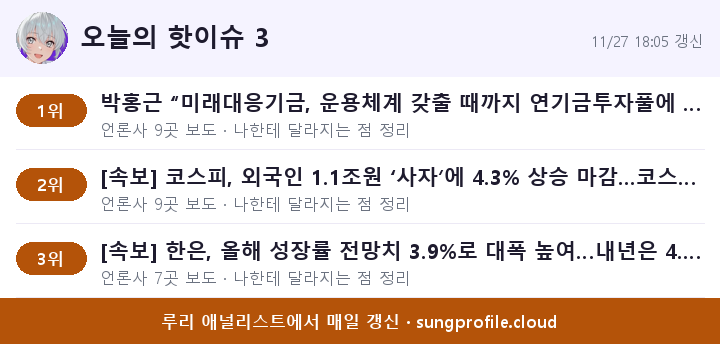 오늘의 핫이슈 3
11/27 18:05 갱신
1위
박홍근 “미래대응기금, 운용체계 갖출 때까지 연기금투자풀에 ...
언론사 9곳 보도 · 나한테 달라지는 점 정리
2위
[속보] 코스피, 외국인 1.1조원 ‘사자’에 4.3% 상승 마감…코스...
언론사 9곳 보도 · 나한테 달라지는 점 정리
3위
[속보] 한은, 올해 성장률 전망치 3.9%로 대폭 높여…내년은 4....
언론사 7곳 보도 · 나한테 달라지는 점 정리
루리 애널리스트에서 매일 갱신 · sungprofile.cloud